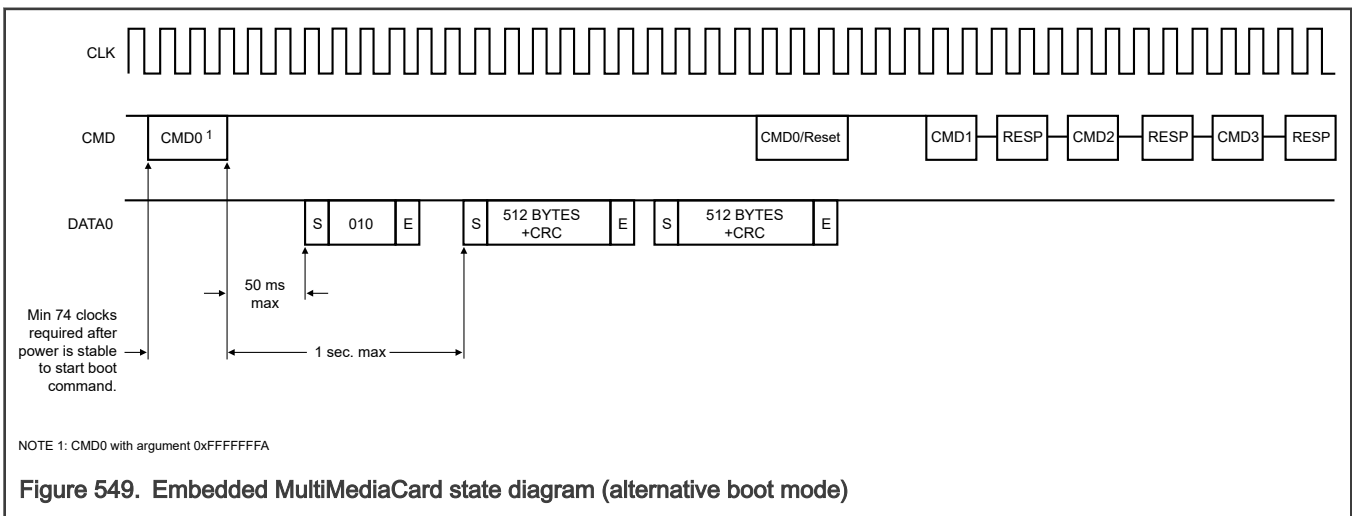 CLK
CMD
CMD0 1
CMD0/Reset
CMD1
RESP
CMD2
RESP
CMD3
RESP
DATA0
S
010
E
S
512 BYTES
+CRC
E
S
512 BYTES
+CRC
E
50 ms
max
Min 74 clocks
required after
power is stable
to start boot
command.
1 sec. max
NOTE 1: CMD0 with argument 0xFFFFFFFA
Figure 549. Embedded MultiMediaCard state diagram (alternative boot mode)